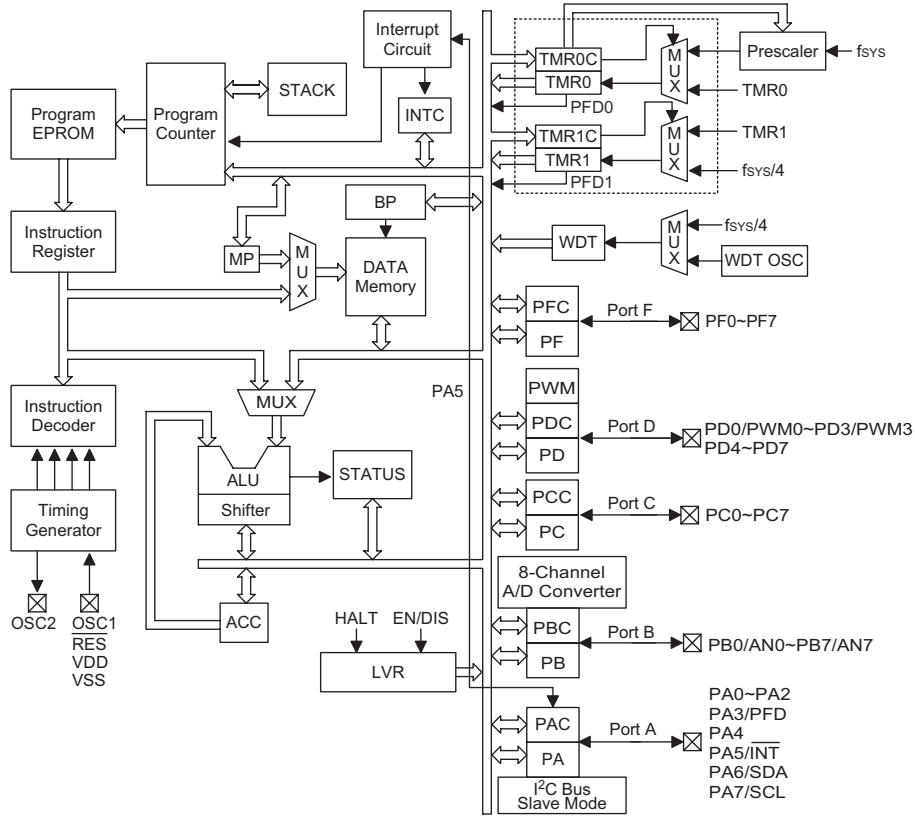 Interrupt
Circuit
STACK
Program
EPROM
Program
Counter
INTC
Instruction
Register
BP
MP
MUX
DATA
Memory
MUX
Instruction
Decoder
PA5
ALU
Shifter
STATUS
Timing
Generator
OSC2
OSC1
RES
VDD
VSS
ACC
HALT
EN/DIS
LVR
TMR0C
TMR0
PFD0
MUX
Prescaler
fSYS
TMR0
TMR1C
TMR1
PFD1
MUX
TMR1
fSYS/4
WDT
MUX
fSYS/4
WDT OSC
PFC
PF
Port F
PF0~PF7
PWM
PDC
PD
Port D
PD0/PWM0~PD3/PWM3
PD4~PD7
PCC
PC
Port C
PC0~PC7
8-Channel
A/D Converter
PBC
PB
Port B
PB0/AN0~PB7/AN7
PAC
PA
Port A
PA0~PA2
PA3/PFD
PA4
PA5/INT
PA6/SDA
PA7/SCL
I²C Bus
Slave Mode